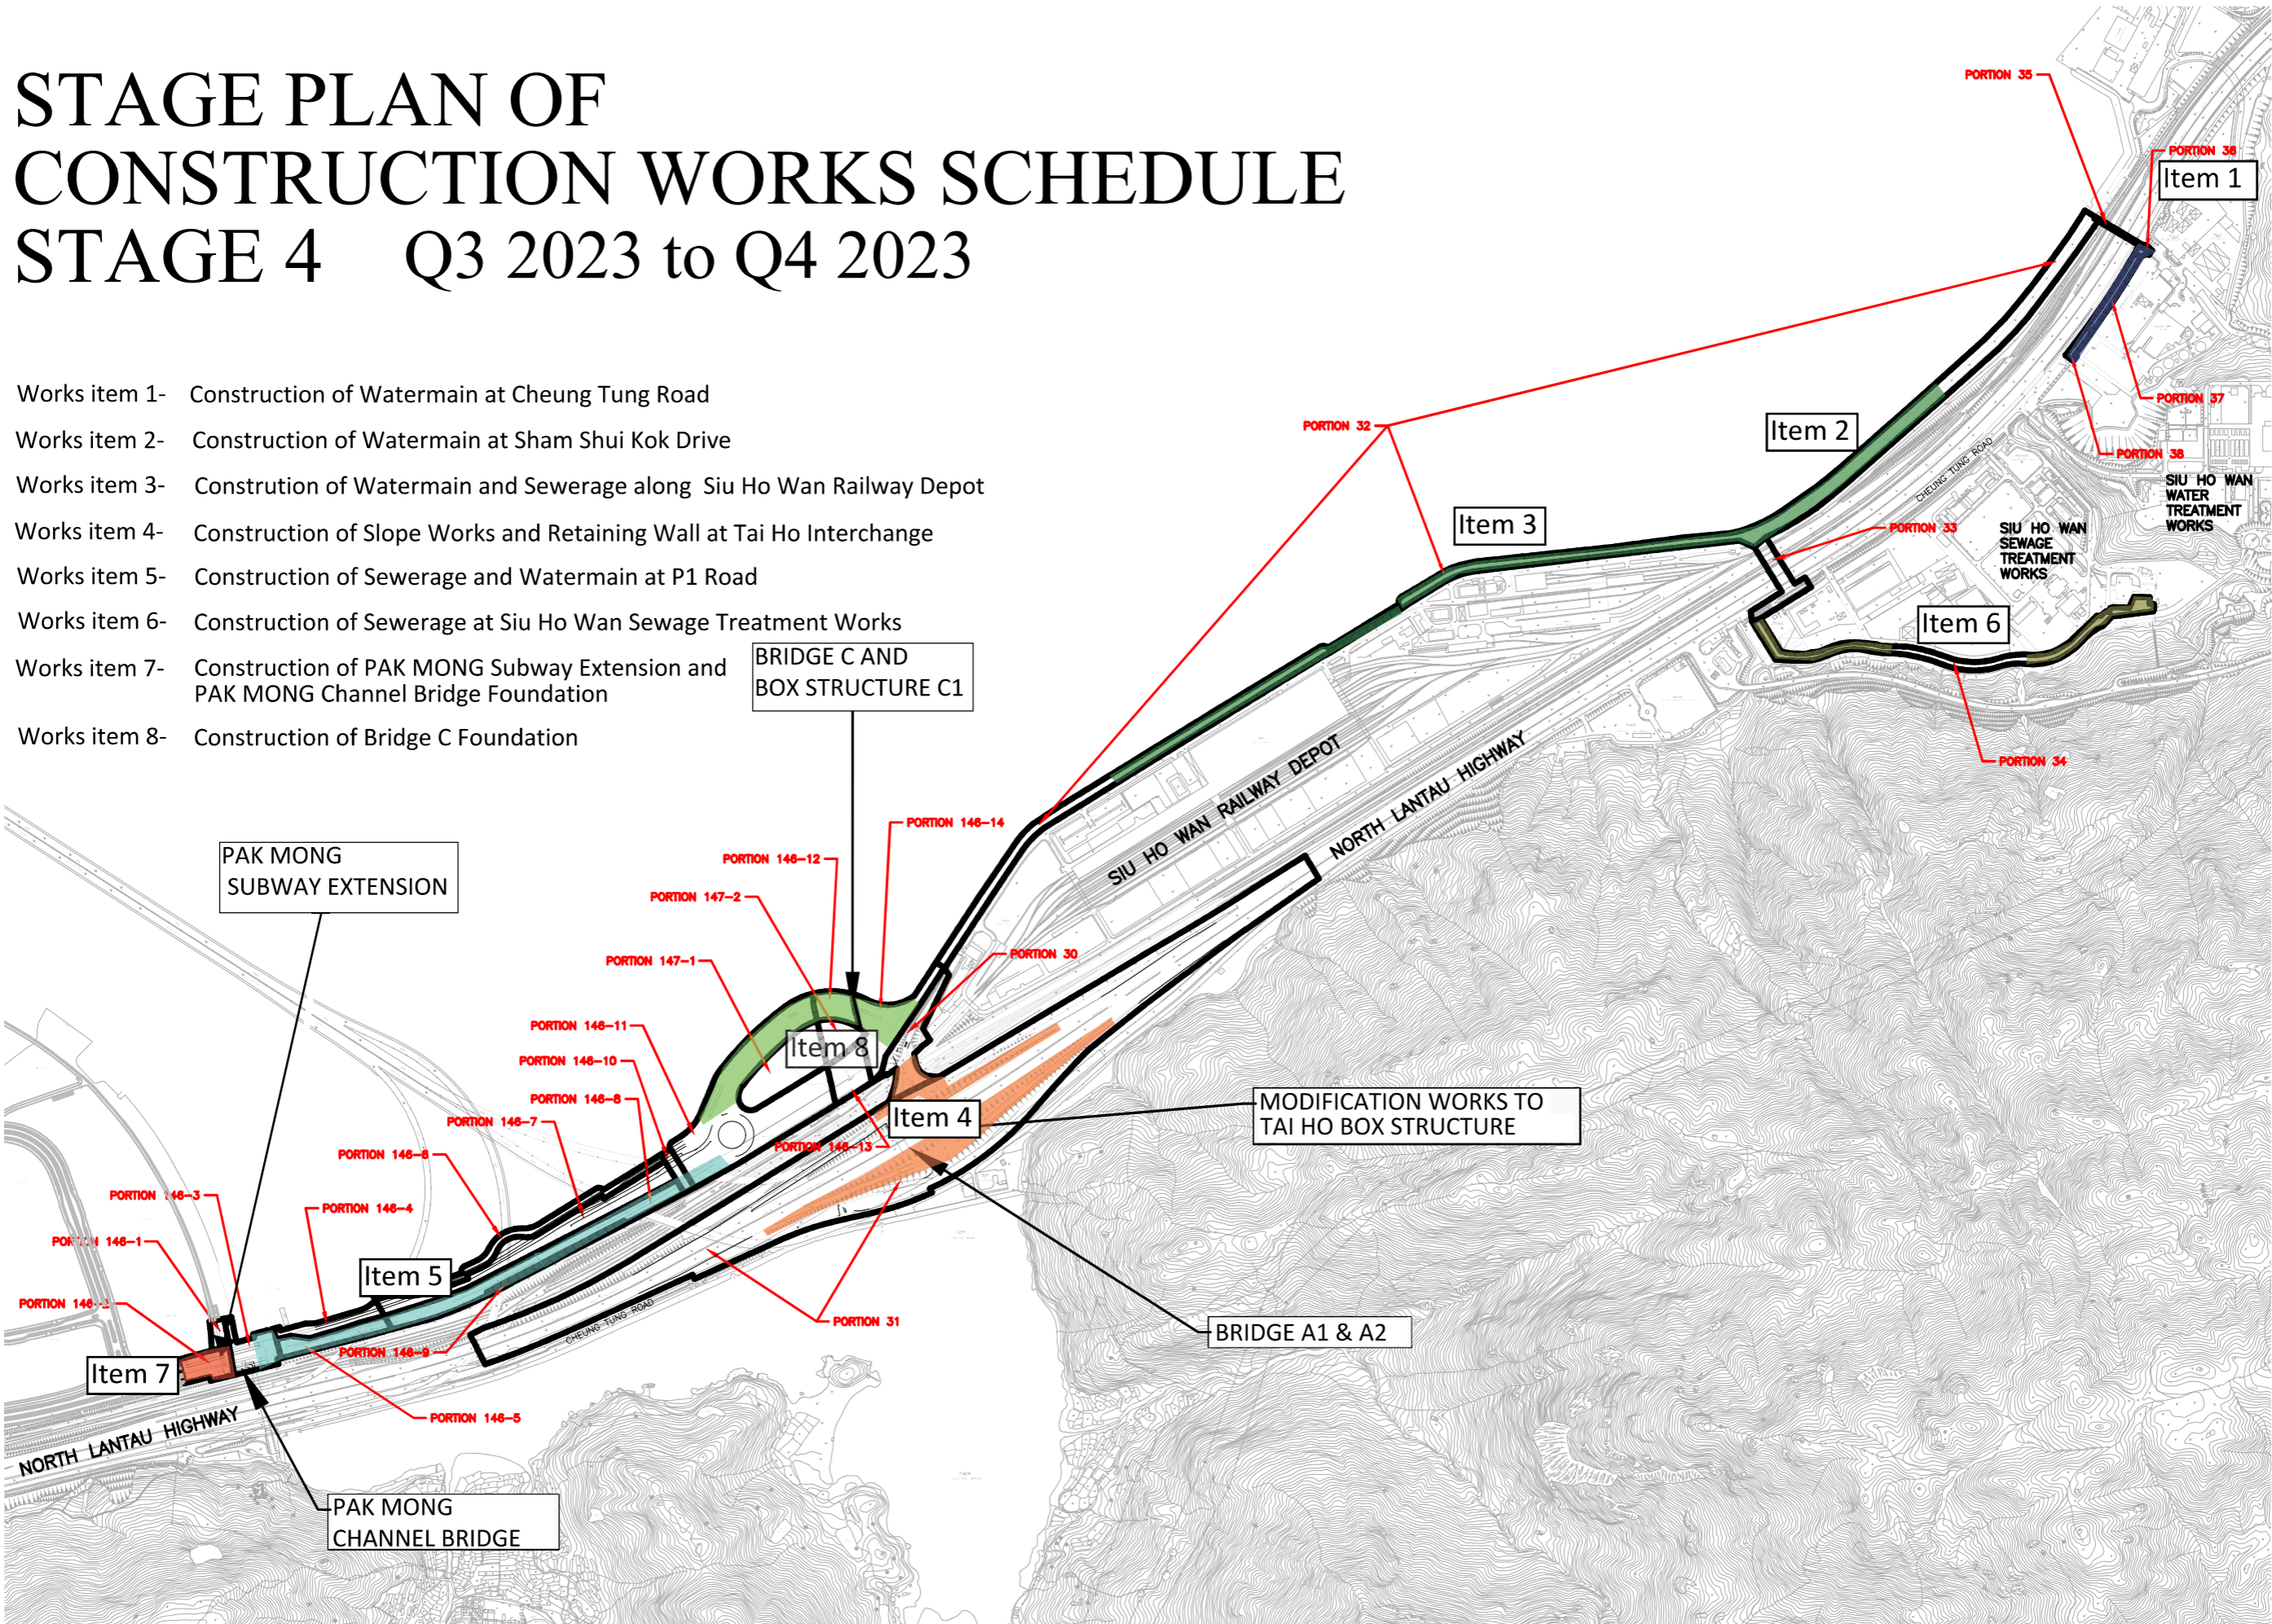 STAGE PLAN OF
CONSTRUCTION WORKS SCHEDULE
STAGE 4 Q3 2023 to Q4 2023
Works item 1- Construction of Watermain at Cheung Tung Road
Works item 2- Construction of Watermain at Sham Shui Kok Drive
Works item 3- Constrution of Watermain and Sewerage along Siu Ho Wan Railway Depot
Works item 4- Construction of Slope Works and Retaining Wall at Tai Ho Interchange
Works item 5- Construction of Sewerage and Watermain at P1 Road
Works item 6- Construction of Sewerage at Siu Ho Wan Sewage Treatment Works
Works item 7- Construction of PAK MONG Subway Extension and
PAK MONG Channel Bridge Foundation
Works item 8- Construction of Bridge C Foundation
PORTION 35
PORTION 36
Item 1
PORTION 37
PORTION 38
PORTION 32
Item 2
CHEUNG TUNG ROAD
SIU HO WAN
WATER
TREATMENT
WORKS
Item 3
PORTION 33
SIU HO WAN
SEWAGE
TREATMENT
WORKS
Item 6
PORTION 34
BRIDGE C AND
BOX STRUCTURE C1
SIU HO WAN RAILWAY DEPOT
NORTH LANTAU HIGHWAY
PAK MONG
SUBWAY EXTENSION
PORTION 146-14
PORTION 146-12
PORTION 147-2
PORTION 147-1
PORTION 30
PORTION 146-11
Item 8
PORTION 146-10
PORTION 146-8
PORTION 146-7
Item 4
PORTION 146-13
MODIFICATION WORKS TO
TAI HO BOX STRUCTURE
PORTION 146-6
PORTION 146-3
PORTION 146-4
PORTION 146-1
Item 5
PORTION 31
CHEUNG TUNG ROAD
BRIDGE A1 & A2
PORTION 146-9
Item 7
PORTION 146-5
NORTH LANTAU HIGHWAY
PAK MONG
CHANNEL BRIDGE